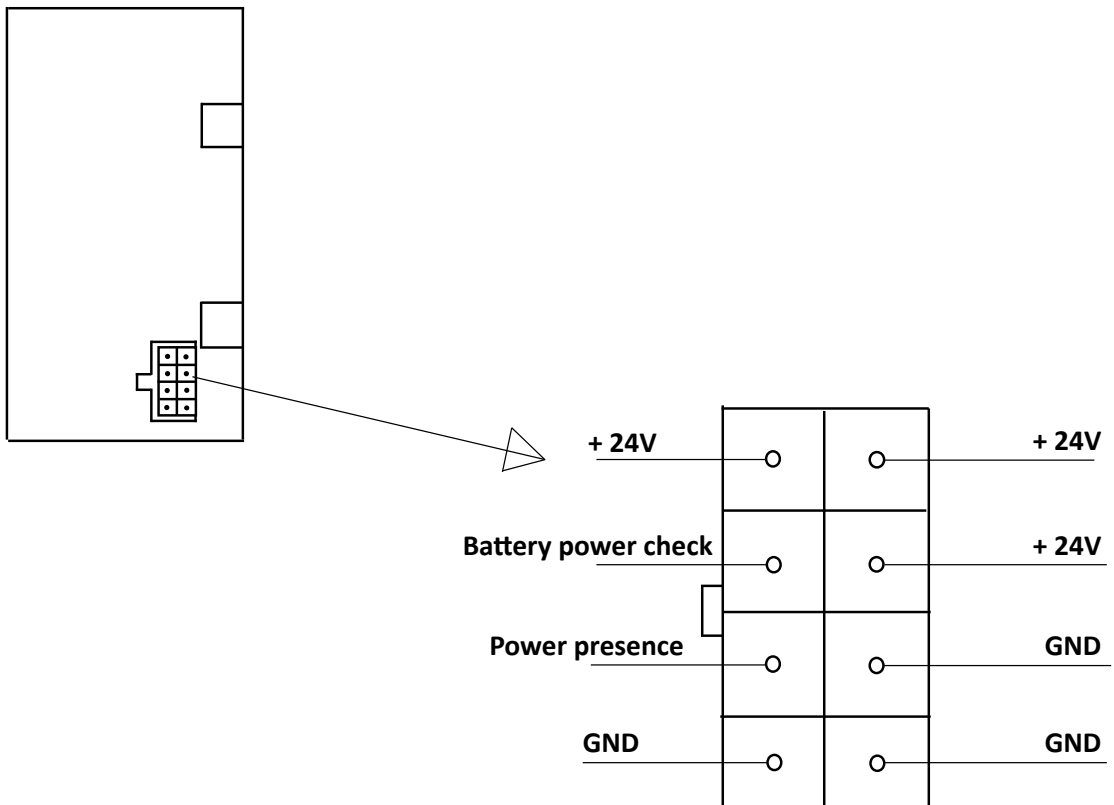 + 24V
+ 24V
Battery power check
+ 24V
Power presence
GND
GND
GND